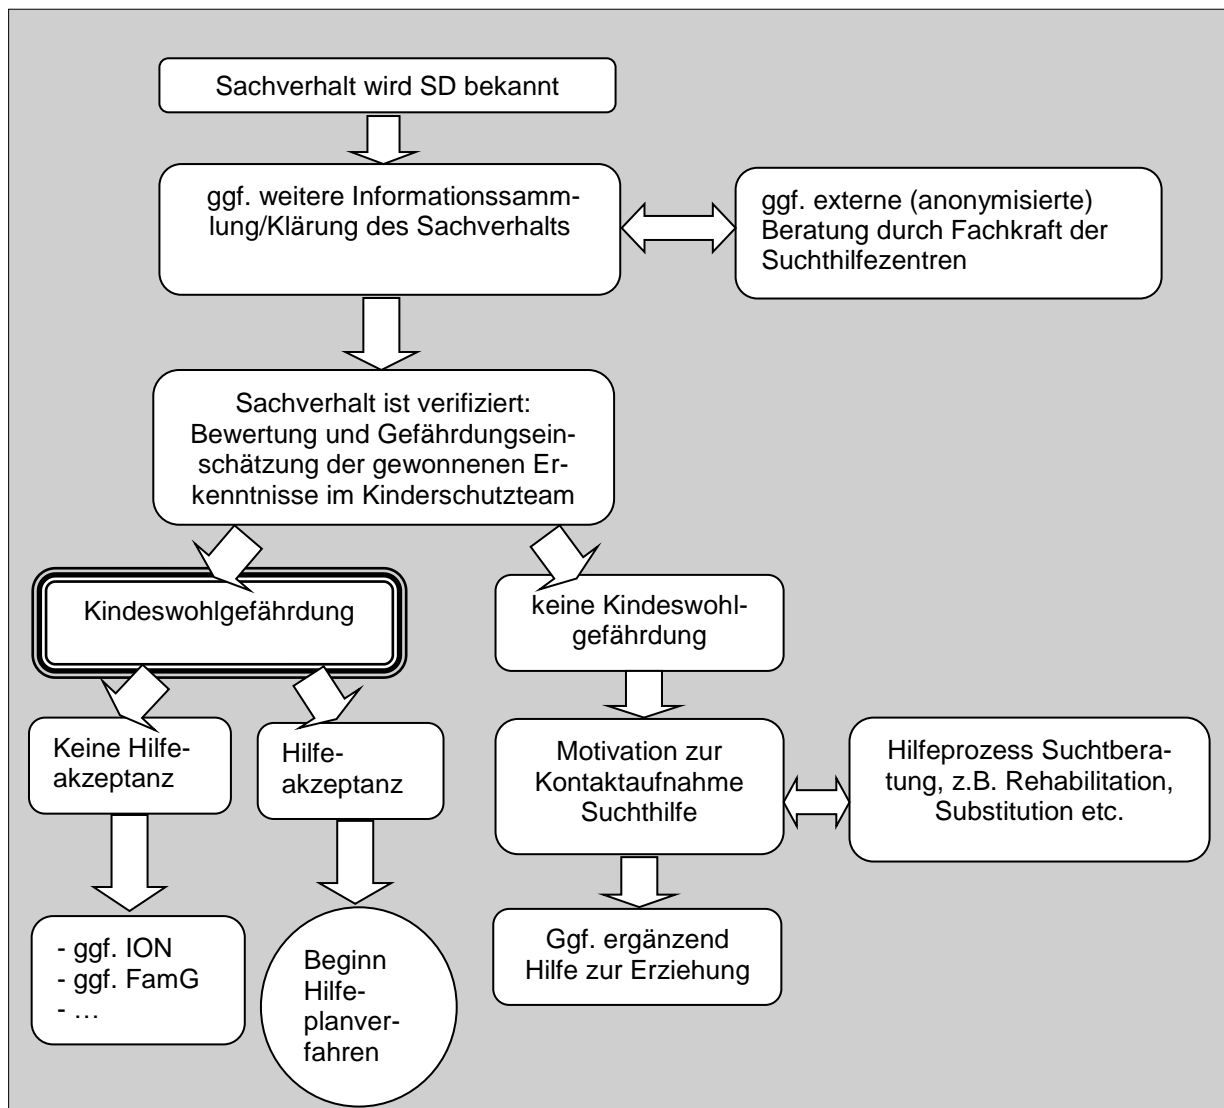 Sachverhalt wird SD bekannt
ggf. weitere Informationssamm-
lung/Klärung des Sachverhalts
ggf. externe (anonymisierte)
Beratung durch Fachkraft der
Suchthilfezentren
Sachverhalt ist verifiziert:
Bewertung und Gefährdungsein-
schätzung der gewonnenen Er-
kenntnisse im Kinderschutzteam
Kindeswohlgefährdung
keine Kindeswohl-
gefährdung
Keine Hilfe-
akzeptanz
Hilfe-
akzeptanz
Motivation zur
Kontaktaufnahme
Suchthilfe
Hilfeprozess Suchtbera-
tung, z.B. Rehabilitation,
Substitution etc.
- ggf. ION
- ggf. FamG
- …
Beginn
Hilfe-
planver-
fahren
Ggf. ergänzend
Hilfe zur Erziehung